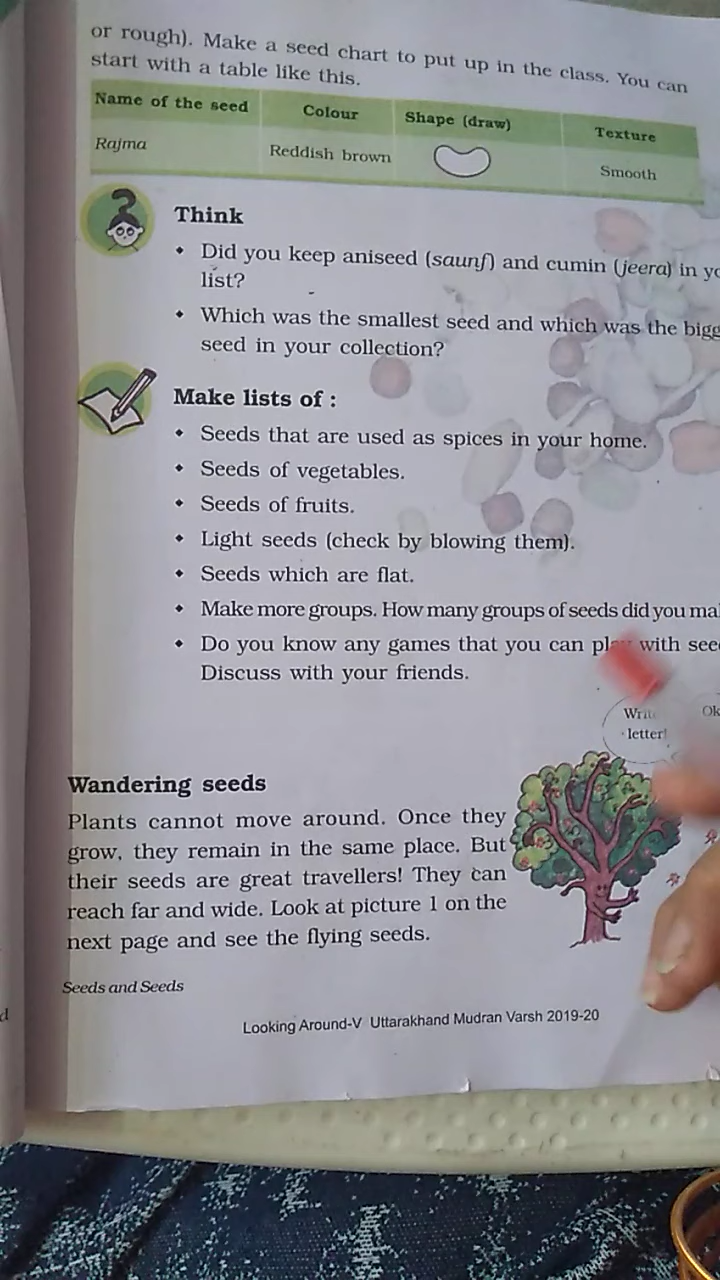 or rough). Make a seed chart to put up in the class. You can
start with a table like this.
Name of the seed Colour Shape (draw) Texture
Rajma Reddish brown Smooth
Think
• Did you keep aniseed (saunf) and cumin (jeera) in
list?
• Which was the smallest seed and which was the
seed in your collection?
Make lists of :
• Seeds that are used as spices in your home.
• Seeds of vegetables.
• Seeds of fruits.
• Light seeds (check by blowing them).
• Seeds which are flat.
• Make more groups. How many groups of seeds did you
• Do you know any games that you can play with
Discuss with your friends.
letter!
Wandering seeds
Plants cannot move around. Once they
grow, they remain in the same place. But
their seeds are great travellers! They can
reach far and wide. Look at picture 1 on the
next page and see the flying seeds.
Seeds and Seeds
Looking Around-V Uttarakhand Mudran Varsh 2019-20